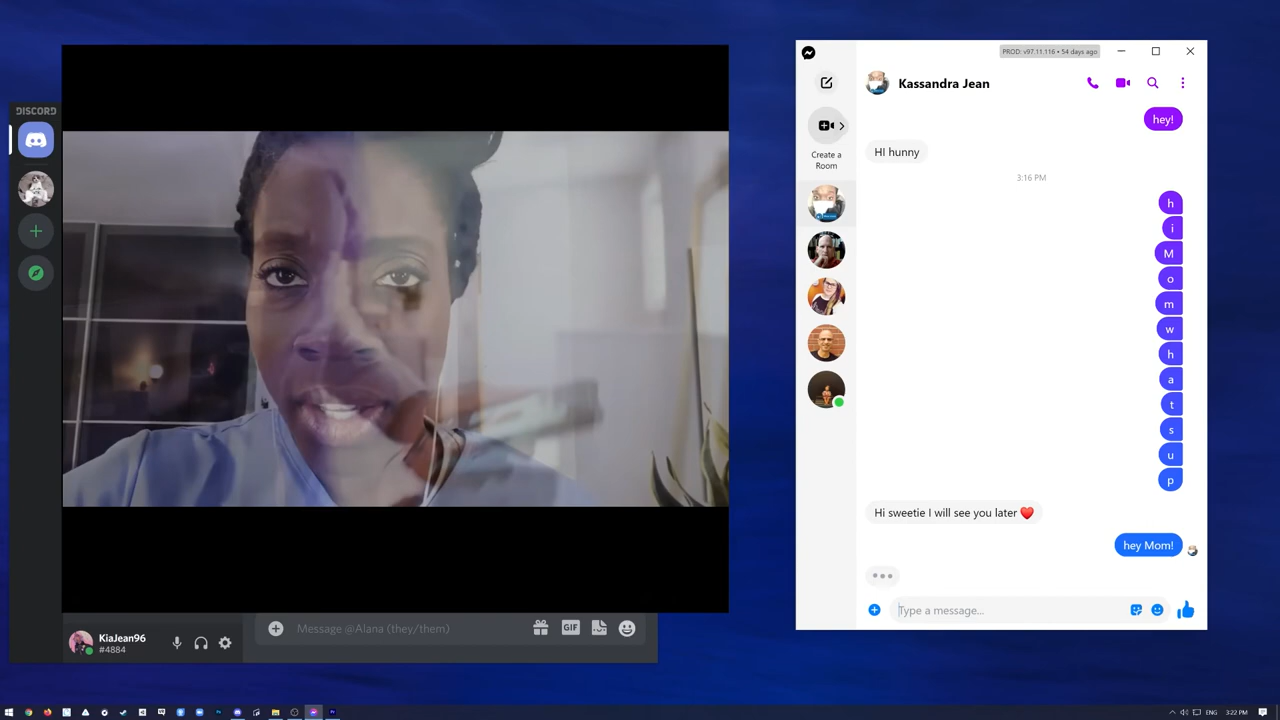 DISCORD
KiaJean96
#4884
Message @Alana (they/them)
GIF
PROD: v97.11.116 • 54 days ago
Kassandra Jean
Create a
Room
hey!
HI hunny
3:16 PM
h
i
M
o
m
w
h
a
t
s
u
p
Hi sweetie I will see you later ❤️
hey Mom!
Type a message...
ENG
3:22 PM